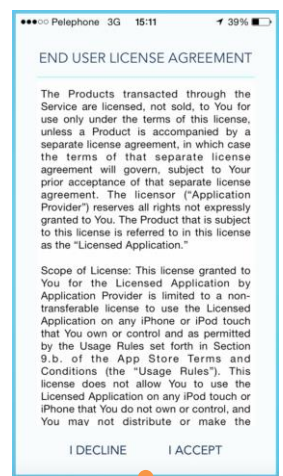 Pelephone 3G 15:11 39%
END USER LICENSE AGREEMENT
The Products transacted through the
Service are licensed, not sold, to You for
use only under the terms of this license,
unless a Product is accompanied by a
separate license agreement, in which case
the terms of that separate license
agreement will govern, subject to Your
prior acceptance of that separate license
agreement. The licensor (“Application
Provider”) reserves all rights not expressly
granted to You. The Product that is subject
to this license is referred to in this license
as the “Licensed Application.”
Scope of License: This license granted to
You for the Licensed Application by
Application Provider is limited to a non-
transferable license to use the Licensed
Application on any iPhone or iPod touch
that You own or control and as permitted
by the Usage Rules set forth in Section
9.b. of the App Store Terms and
Conditions (the “Usage Rules”). This
license does not allow You to use the
Licensed Application on any iPod touch or
iPhone that You do not own or control, and
You may not distribute or make the
I DECLINE I ACCEPT